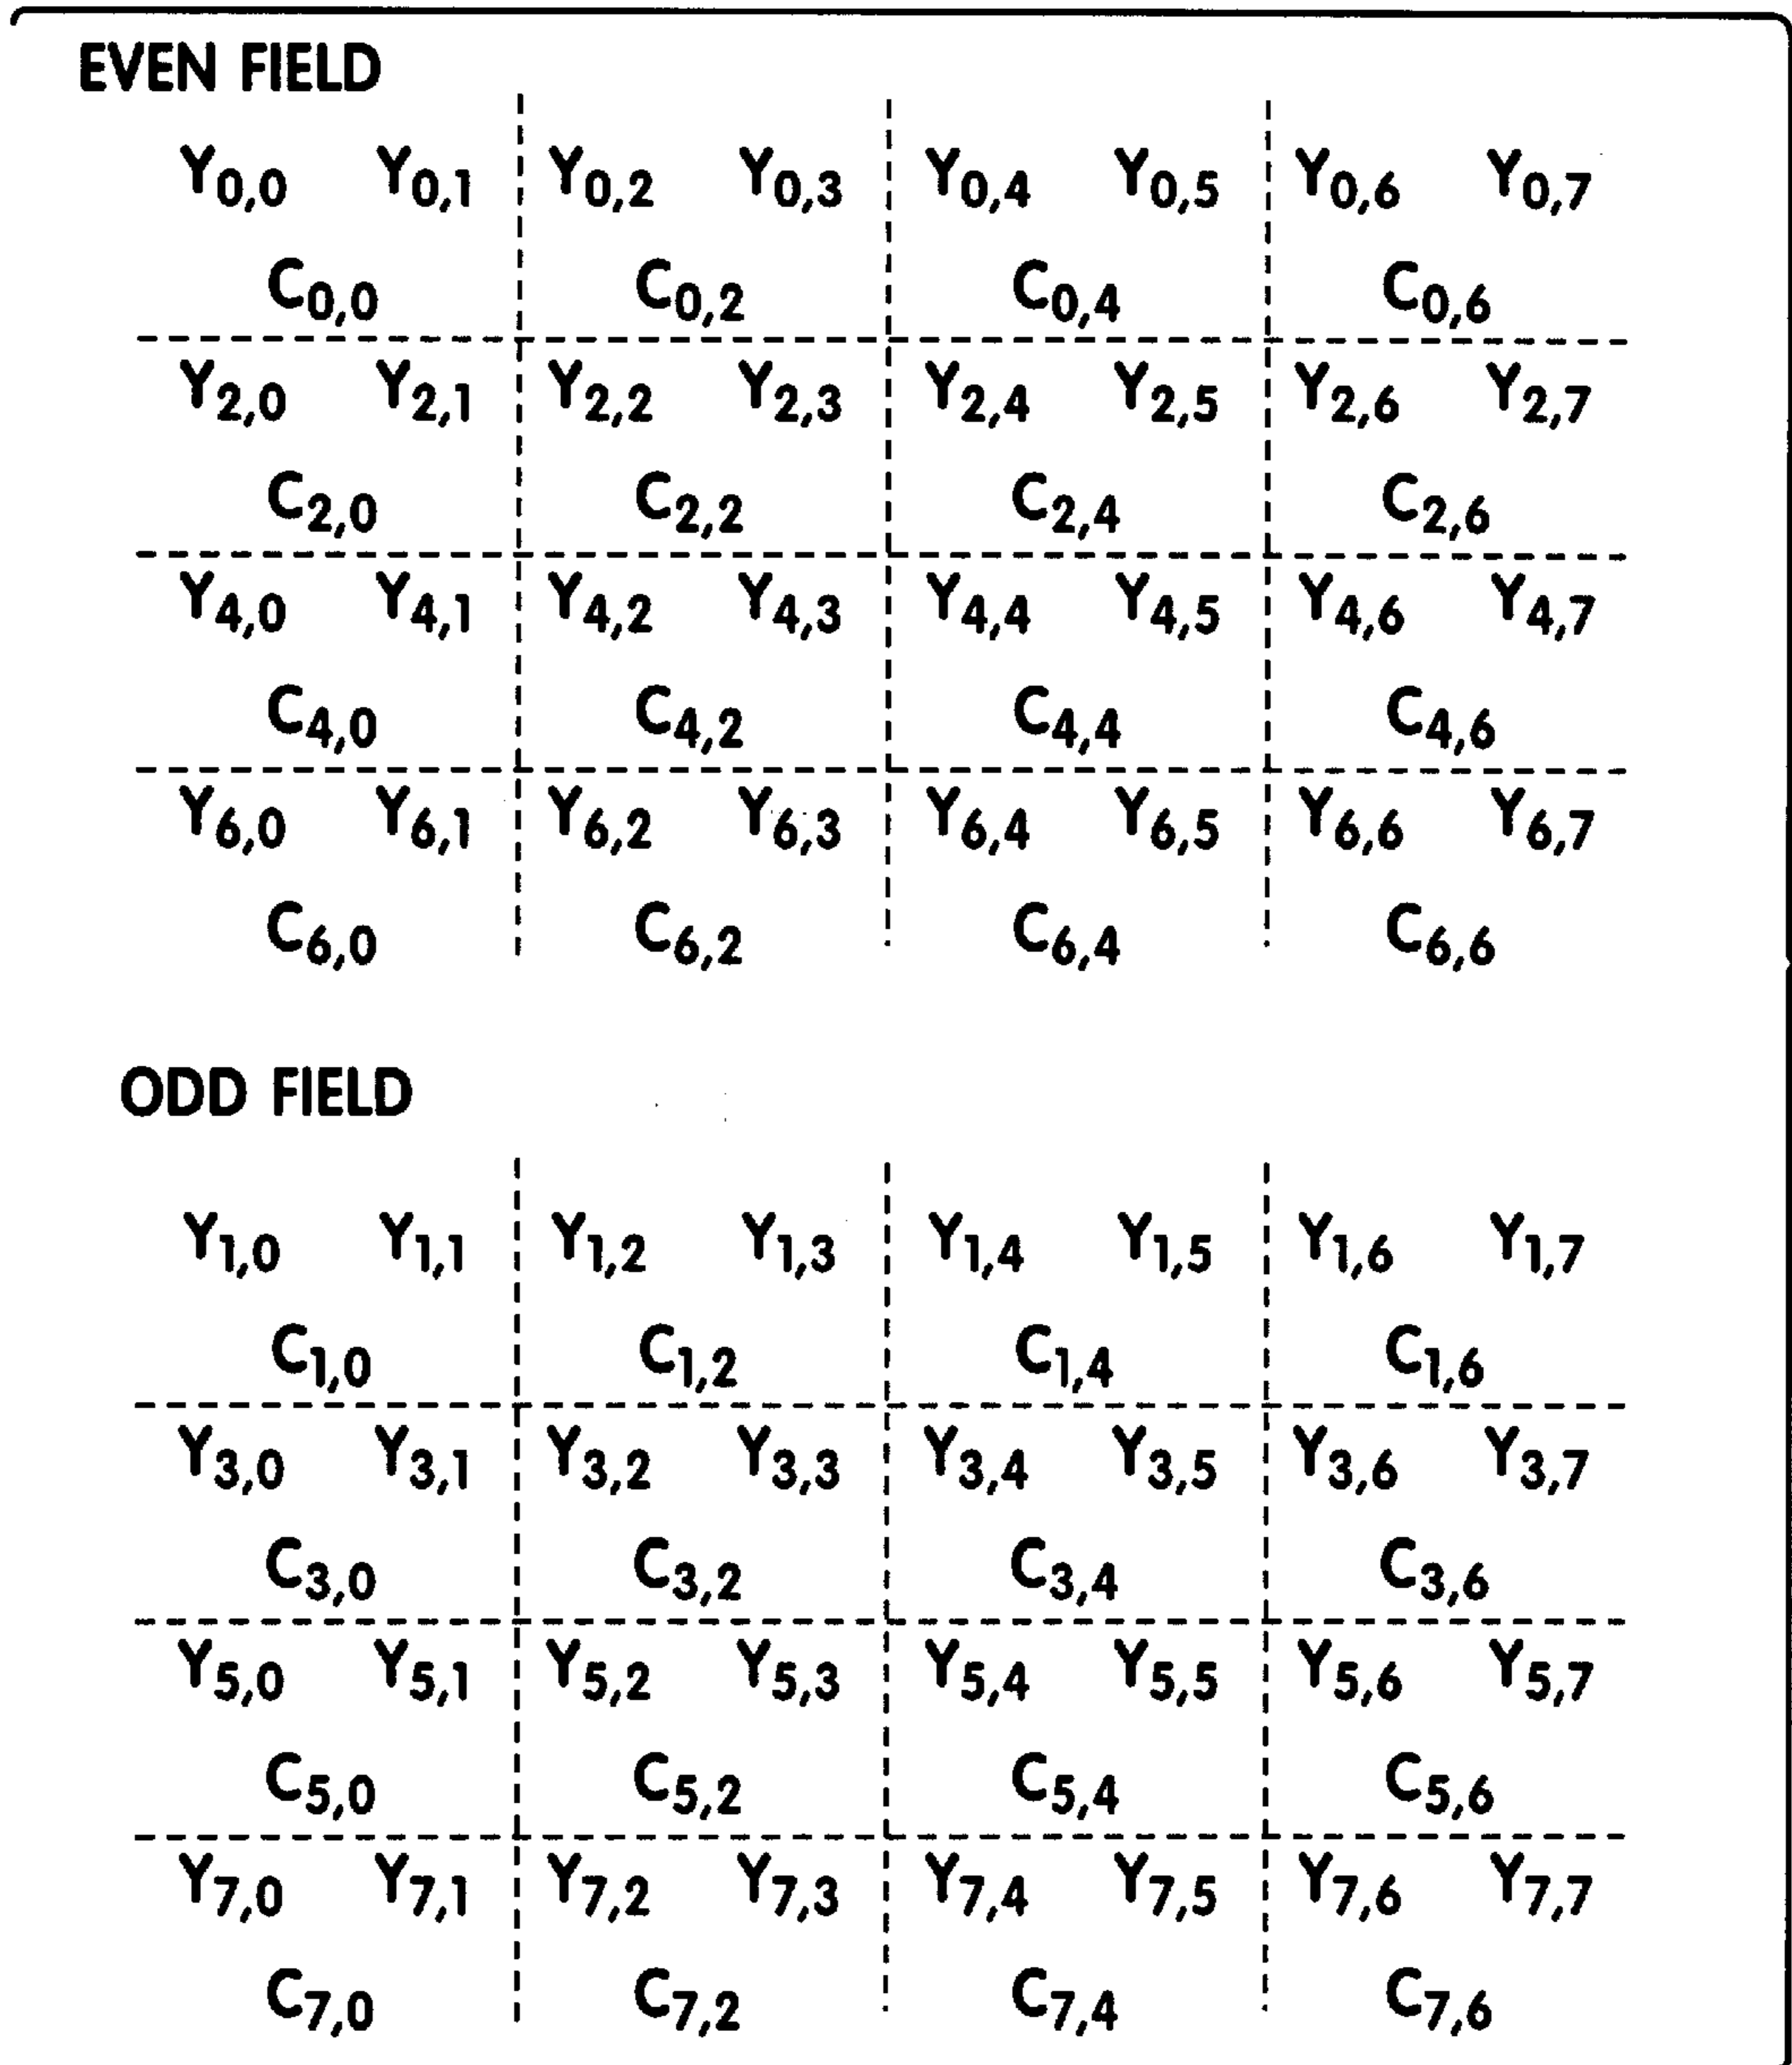 EVEN FIELD
Y0,0 Y0,1 Y0,2 Y0,3 Y0,4 Y0,5 Y0,6 Y0,7
C0,0 C0,2 C0,4 C0,6
Y2,0 Y2,1 Y2,2 Y2,3 Y2,4 Y2,5 Y2,6 Y2,7
C2,0 C2,2 C2,4 C2,6
Y4,0 Y4,1 Y4,2 Y4,3 Y4,4 Y4,5 Y4,6 Y4,7
C4,0 C4,2 C4,4 C4,6
Y6,0 Y6,1 Y6,2 Y6,3 Y6,4 Y6,5 Y6,6 Y6,7
C6,0 C6,2 C6,4 C6,6
ODD FIELD
Y1,0 Y1,1 Y1,2 Y1,3 Y1,4 Y1,5 Y1,6 Y1,7
C1,0 C1,2 C1,4 C1,6
Y3,0 Y3,1 Y3,2 Y3,3 Y3,4 Y3,5 Y3,6 Y3,7
C3,0 C3,2 C3,4 C3,6
Y5,0 Y5,1 Y5,2 Y5,3 Y5,4 Y5,5 Y5,6 Y5,7
C5,0 C5,2 C5,4 C5,6
Y7,0 Y7,1 Y7,2 Y7,3 Y7,4 Y7,5 Y7,6 Y7,7
C7,0 C7,2 C7,4 C7,6